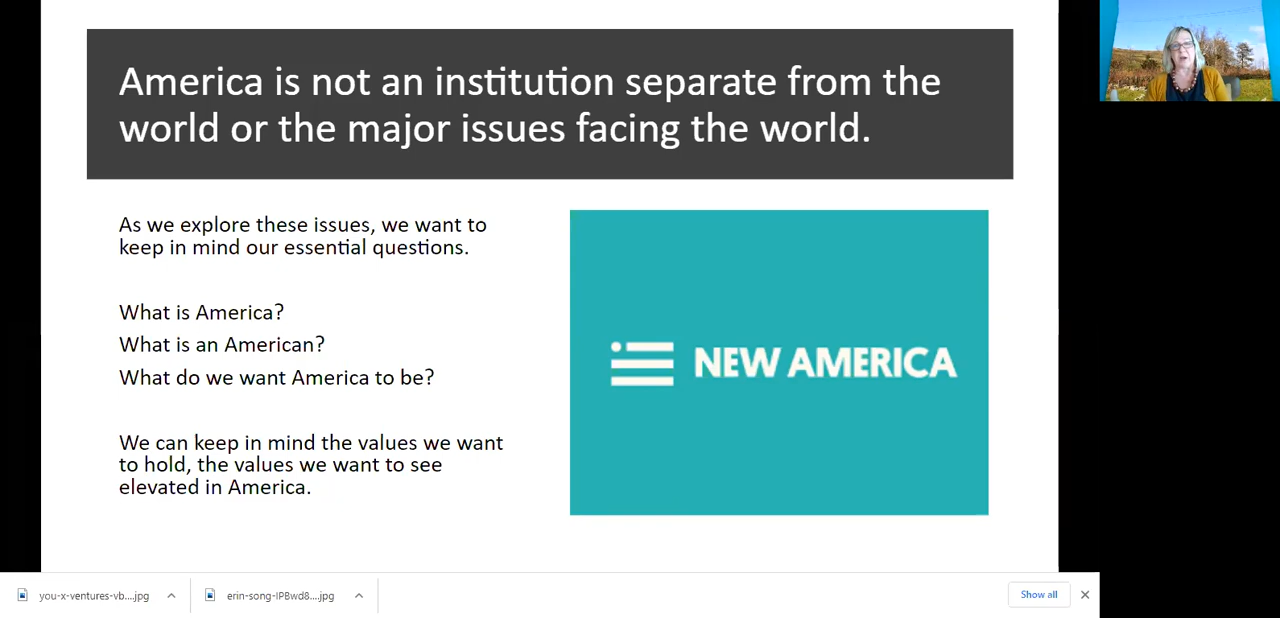 America is not an institution separate from the
world or the major issues facing the world.
As we explore these issues, we want to
keep in mind our essential questions.
What is America?
What is an American?
What do we want America to be?
We can keep in mind the values we want
to hold, the values we want to see
elevated in America.
NEW AMERICA
you-x-ventures-vb....jpg
erin-song-IP8wd8....jpg
Show all